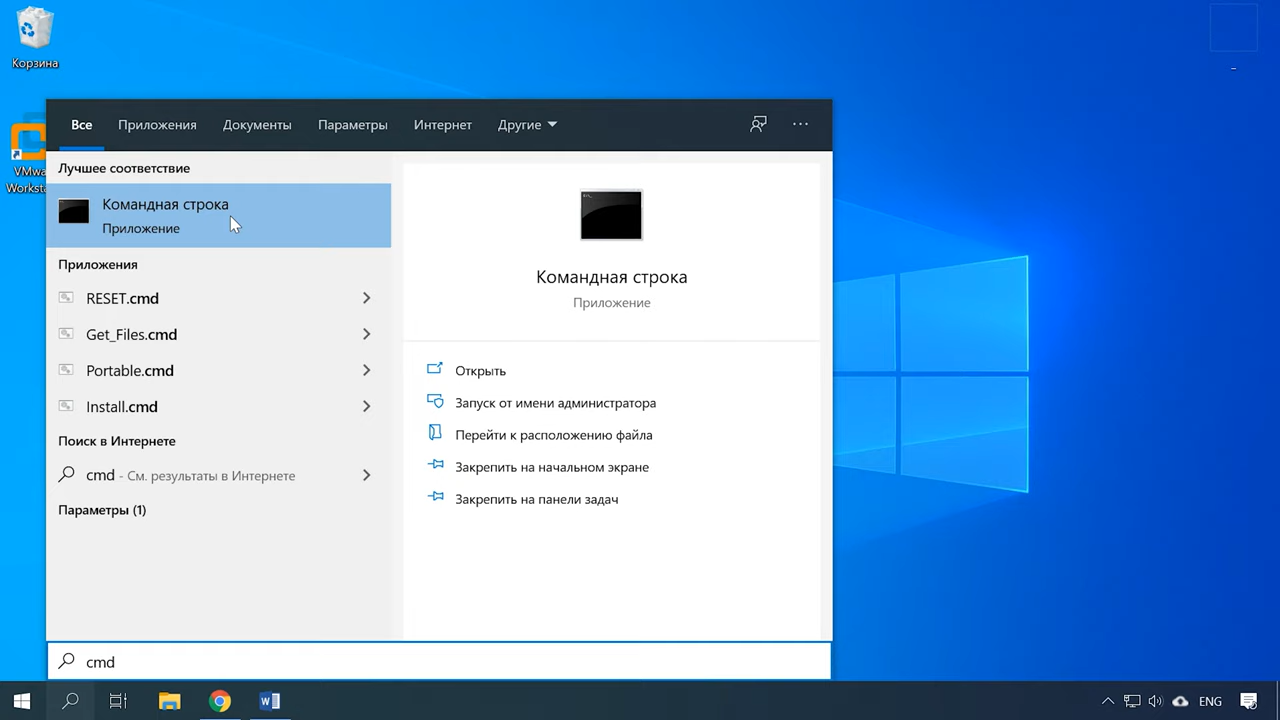 Корзина
VMwa
Worksta
Все Приложения Документы Параметры Интернет Другие
Лучшее соответствие
Командная строка
Приложение
Приложения
RESET.cmd
Get_Files.cmd
Portable.cmd
Install.cmd
Поиск в Интернете
cmd - См. результаты в Интернете
Параметры (1)
Командная строка
Приложение
Открыть
Запуск от имени администратора
Перейти к расположению файла
Закрепить на начальном экране
Закрепить на панели задач
cmd
ENG